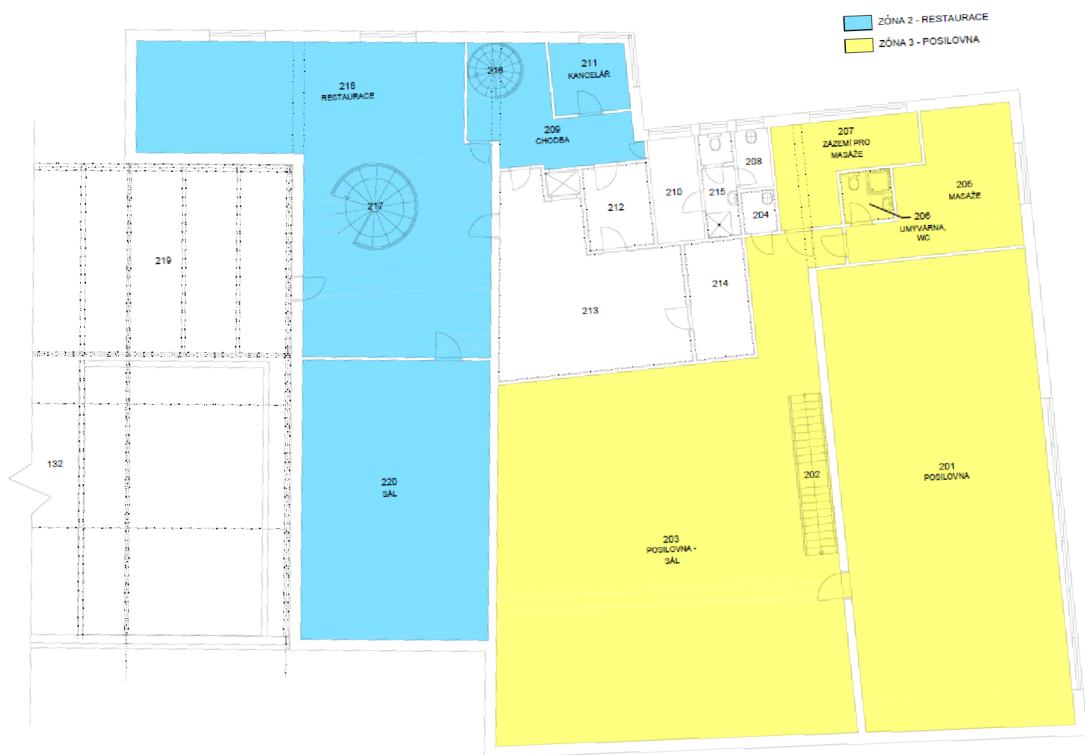 ZÓNA 2 - RESTAURACE
ZÓNA 3 - POSILOVNA
218
RESTAURACE
216
211
KANCELÁŘ
209
CHODBA
207
ZÁZEMÍ PRO
MASÁŽE
208
205
MASÁŽE
210
215
204
212
206
UMÝVÁRNA,
WC
217
219
214
213
132
220
SÁL
202
201
POSILOVNA
203
POSILOVNA -
SÁL